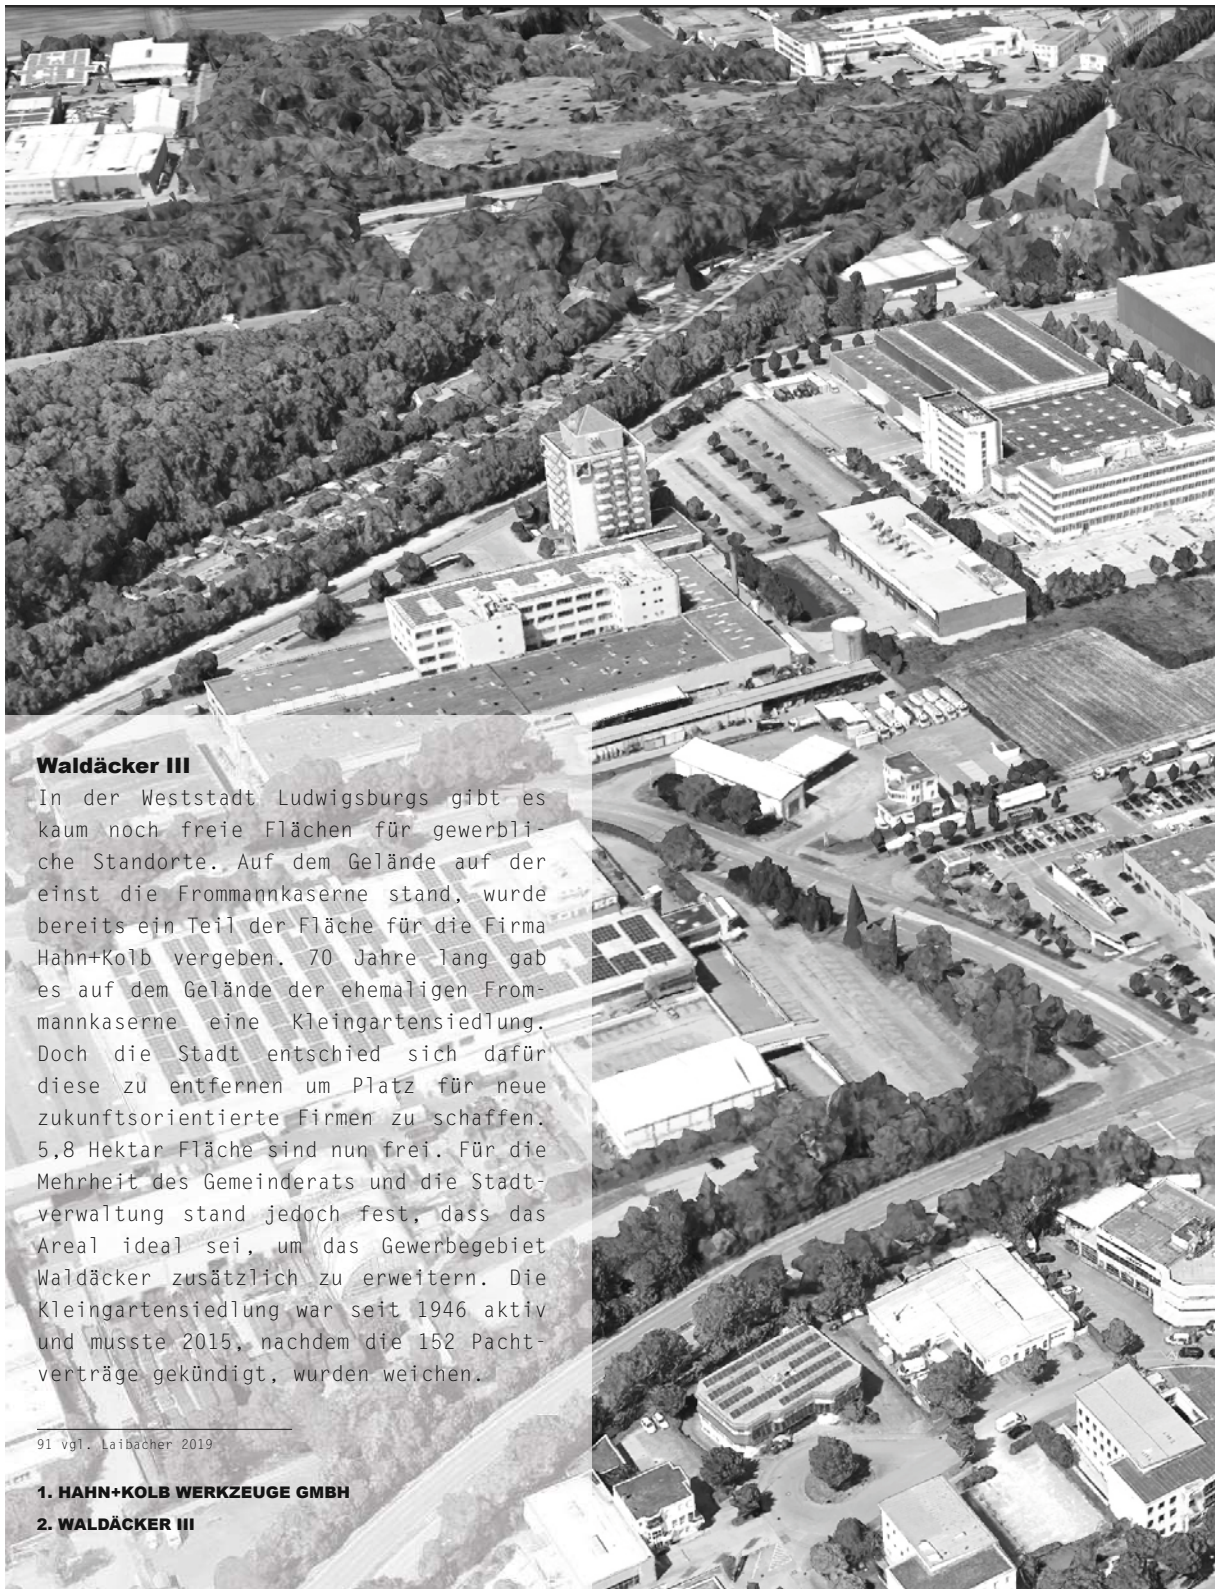 Waldäcker III
In der Weststadt Ludwigsburgs gibt es
kaum noch freie Flächen für gewerbli-
che Standorte. Auf dem Gelände auf der
einst die Frommannkaserne stand, wurde
bereits ein Teil der Fläche für die Firma
Hahn+Kolb vergeben. 70 Jahre lang gab
es auf dem Gelände der ehemaligen From-
mannkaserne eine Kleingartensiedlung.
Doch die Stadt entschied sich dafür
diese zu entfernen um Platz für neue
zukunftsorientierte Firmen zu schaffen.
5,8 Hektar Fläche sind nun frei. Für die
Mehrheit des Gemeinderats und die Stadt-
verwaltung stand jedoch fest, dass das
Areal ideal sei, um das Gewerbegebiet
Waldäcker zusätzlich zu erweitern. Die
Kleingartensiedlung war seit 1946 aktiv
und musste 2015, nachdem die 152 Pacht-
verträge gekündigt, wurden weichen.
91 vgl. Laibacher 2019
1. HAHN+KOLB WERKZEUGE GMBH
2. WALDÄCKER III